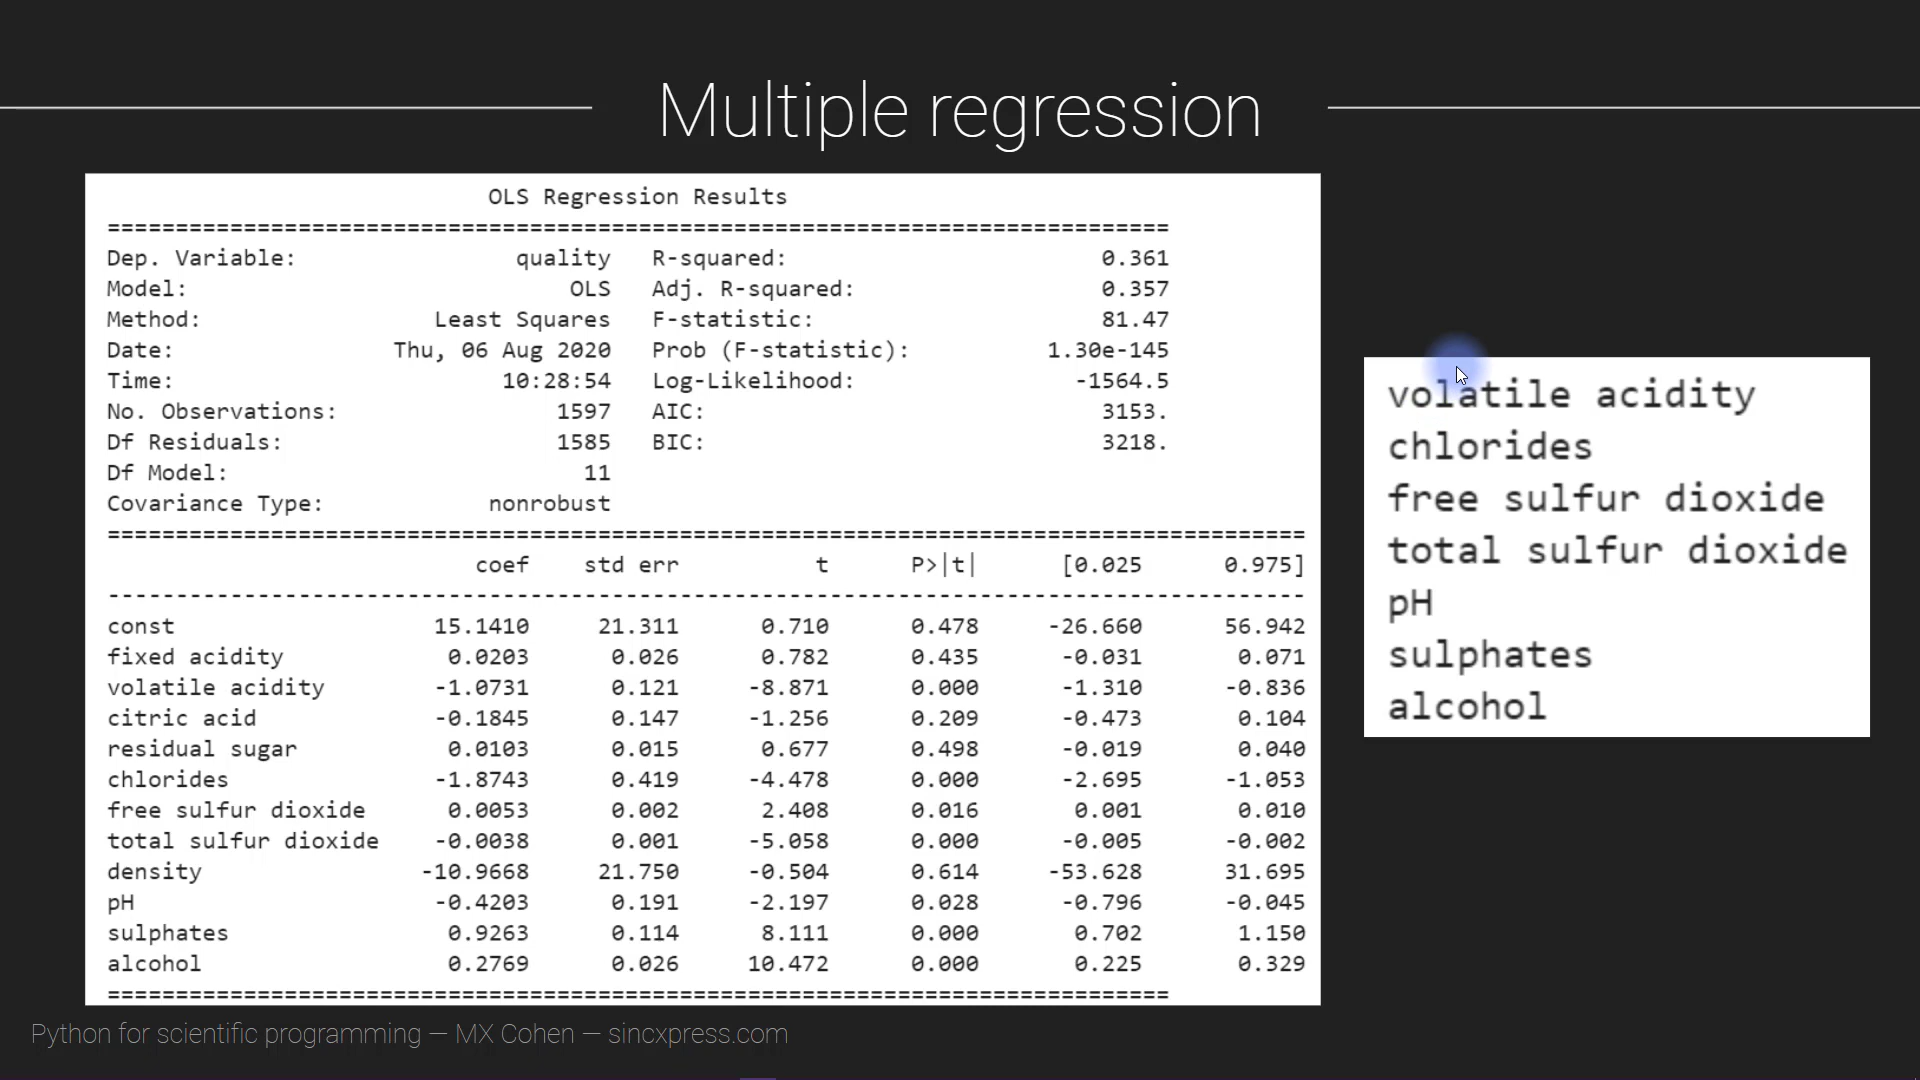 Multiple regression
OLS Regression Results
==============================================================================
Dep. Variable: quality R-squared: 0.361
Model: OLS Adj. R-squared: 0.357
Method: Least Squares F-statistic: 81.47
Date: Thu, 06 Aug 2020 Prob (F-statistic): 1.30e-145
Time: 10:28:54 Log-Likelihood: -1564.5
No. Observations: 1597 AIC: 3153.
Df Residuals: 1585 BIC: 3218.
Df Model: 11
Covariance Type: nonrobust
========================================================================================
coef std err t P>|t| [0.025 0.975]
----------------------------------------------------------------------------------------
const 15.1410 21.311 0.710 0.478 -26.660 56.942
fixed acidity 0.0203 0.026 0.782 0.435 -0.031 0.071
volatile acidity -1.0731 0.121 -8.871 0.000 -1.310 -0.836
citric acid -0.1845 0.147 -1.256 0.209 -0.473 0.104
residual sugar 0.0103 0.015 0.677 0.498 -0.019 0.040
chlorides -1.8743 0.419 -4.478 0.000 -2.695 -1.053
free sulfur dioxide 0.0053 0.002 2.408 0.016 0.001 0.010
total sulfur dioxide -0.0038 0.001 -5.058 0.000 -0.005 -0.002
density -10.9668 21.750 -0.504 0.614 -53.628 31.695
pH -0.4203 0.191 -2.197 0.028 -0.796 -0.045
sulphates 0.9263 0.114 8.111 0.000 0.702 1.150
alcohol 0.2769 0.026 10.472 0.000 0.225 0.329
==============================================================================
volatile acidity
chlorides
free sulfur dioxide
total sulfur dioxide
pH
sulphates
alcohol
Python for scientific programming — MX Cohen — sincxpress.com